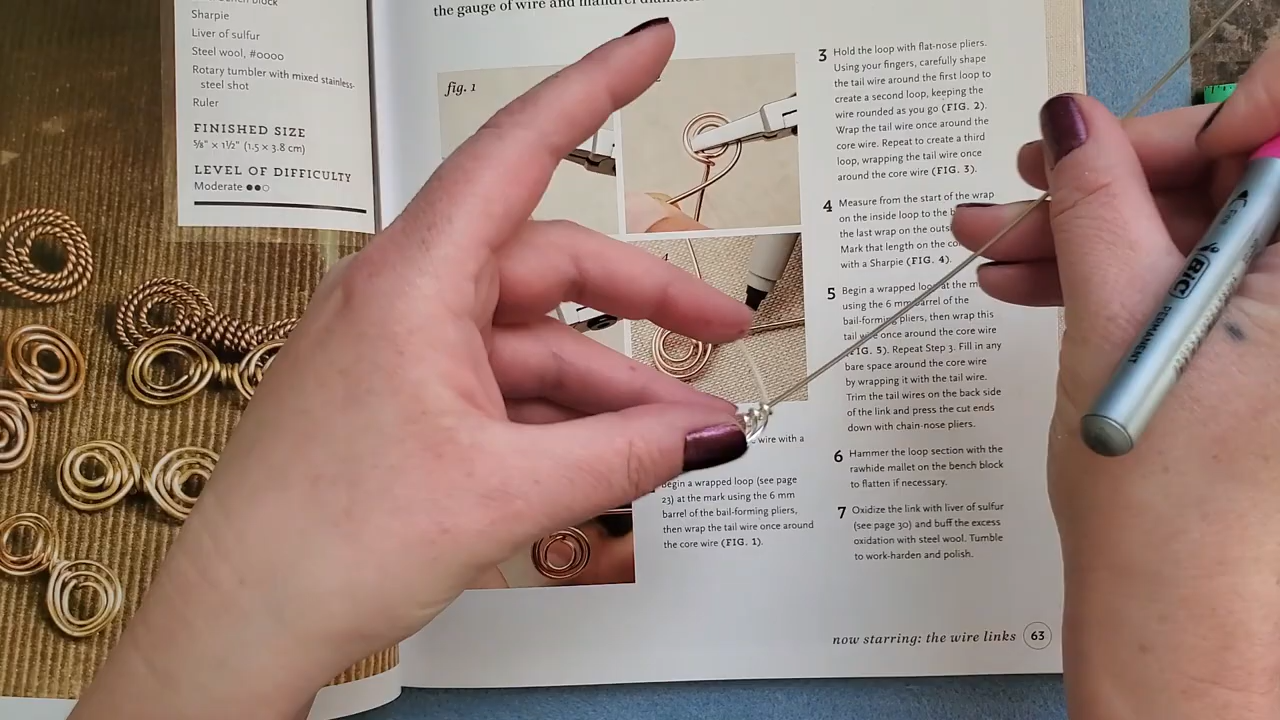 Sharpie
Liver of sulfur
Steel wool, #0000
Rotary tumbler with mixed stainless-
steel shot
Ruler
FINISHED SIZE
⅝" × 1½" (1.5 × 3.8 cm)
LEVEL OF DIFFICULTY
Moderate ●●○
the gauge of wire and mandrel
fig. 1
wire with a
Begin a wrapped loop (see page
23) at the mark using the 6 mm
barrel of the bail-forming pliers,
then wrap the tail wire once around
the core wire (FIG. 1).
3 Hold the loop with flat-nose pliers.
Using your fingers, carefully shape
the tail wire around the first loop to
create a second loop, keeping the
wire rounded as you go (FIG. 2).
Wrap the tail wire once around the
core wire. Repeat to create a third
loop, wrapping the tail wire once
around the core wire (FIG. 3).
4 Measure from the start of the wrap
on the inside loop to the
the last wrap on the
Mark that length on the
with a Sharpie (FIG. 4).
5 Begin a wrapped loop at the
using the 6 mm barrel of the
bail-forming pliers, then wrap this
tail wire once around the core wire
(FIG. 5). Repeat Step 3. Fill in any
bare space around the core wire
by wrapping it with the tail wire.
Trim the tail wires on the back side
of the link and press the cut ends
down with chain-nose pliers.
6 Hammer the loop section with the
rawhide mallet on the bench block
to flatten if necessary.
7 Oxidize the link with liver of sulfur
(see page 30) and buff the excess
oxidation with steel wool. Tumble
to work-harden and polish.
now starring: the wire links 63
BIC
PERMANENT